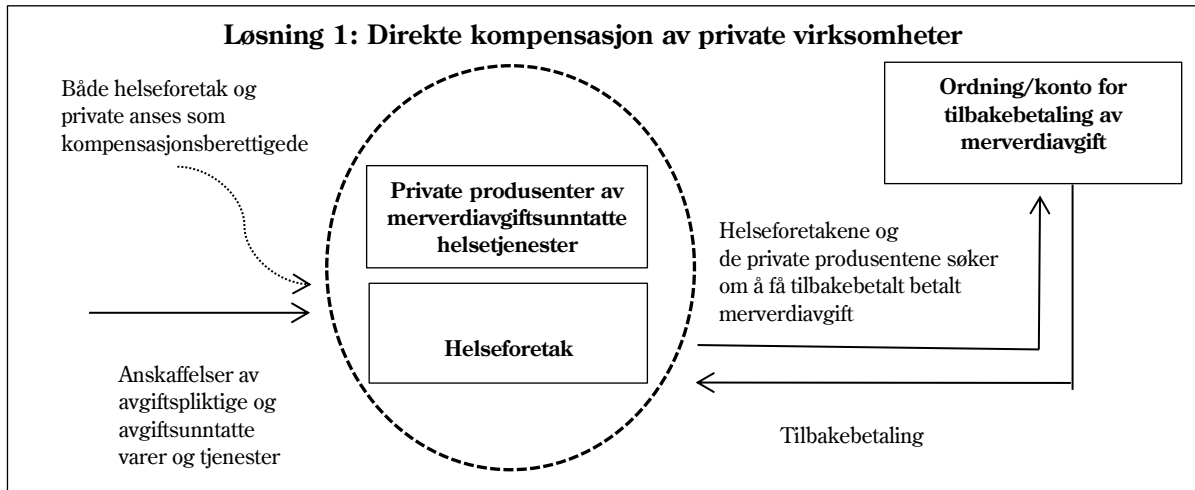 Løsning 1: Direkte kompensasjon av private virksomheter
Både helseforetak og
private anses som
kompensasjonsberettigede
Ordning/konto for
tilbakebetaling av
merverdiavgift
Private produsenter av
merverdiavgiftsunntatte
helsetjenester
Helseforetakene og
de private produsentene søker
om å få tilbakebetalt betalt
merverdiavgift
Helseforetak
Anskaffelser av
avgiftspliktige og
avgiftsunntatte
varer og tjenester
Tilbakebetaling